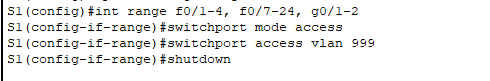 S1(config)#int range f0/1-4, f0/7-24, g0/1-2
S1(config-if-range)#switchport mode access
S1(config-if-range)#switchport access vlan 999
S1(config-if-range)#shutdown